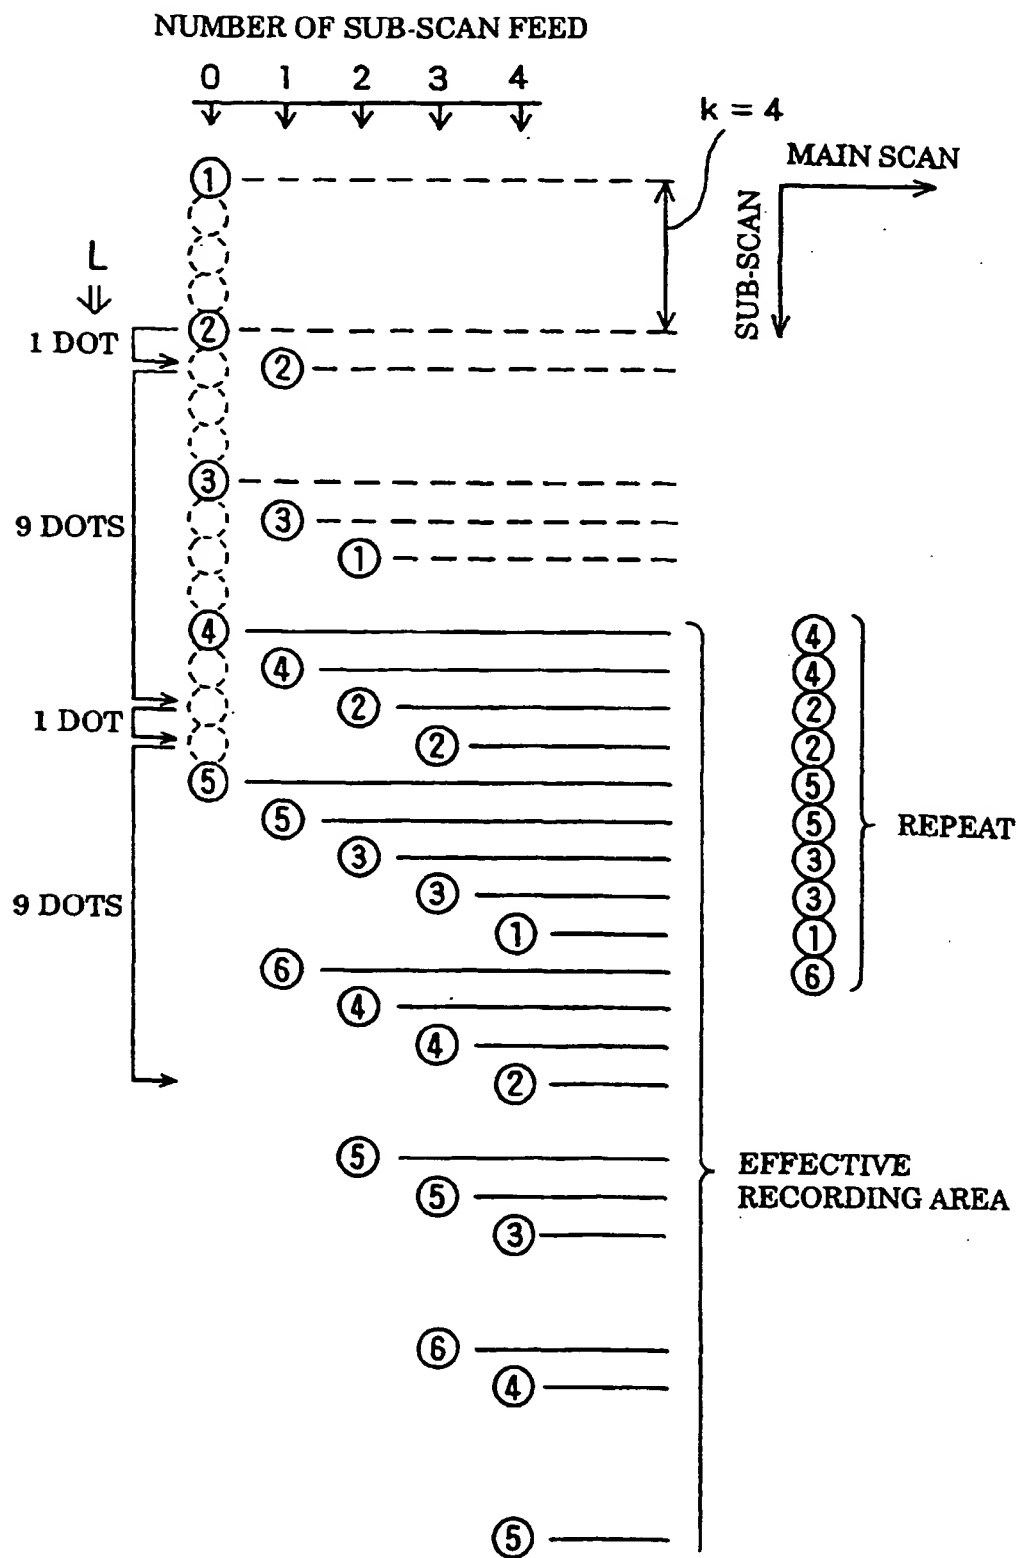 NUMBER OF SUB-SCAN FEED
0 1 2 3 4
k = 4
MAIN SCAN
SUB-SCAN
L
1
2
1 DOT
2
3
9 DOTS
3
1
4
4
2
1 DOT
2
5
5
3
9 DOTS
3
1
6
4
4
2
5
5
3
6
4
5
4
4
2
2
5
5
3
3
1
6
REPEAT
EFFECTIVE
RECORDING AREA